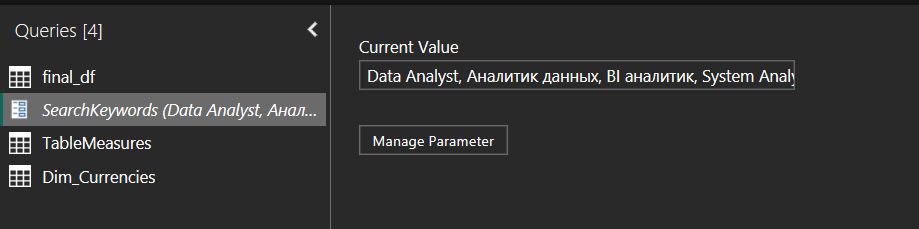 Queries [4]
final_df
SearchKeywords (Data Analyst, Анал...
TableMeasures
Dim_Currencies
Current Value
Data Analyst, Аналитик данных, BI аналитик, System Analy
Manage Parameter